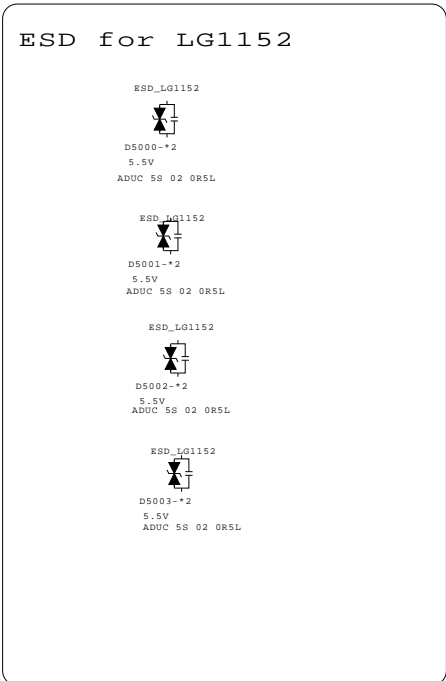 ESD for LG1152
ESD_LG1152
D5000-*2
5.5V
ADUC 5S 02 0R5L
ESD_LG1152
D5001-*2
5.5V
ADUC 5S 02 0R5L
ESD_LG1152
D5002-*2
5.5V
ADUC 5S 02 0R5L
ESD_LG1152
D5003-*2
5.5V
ADUC 5S 02 0R5L